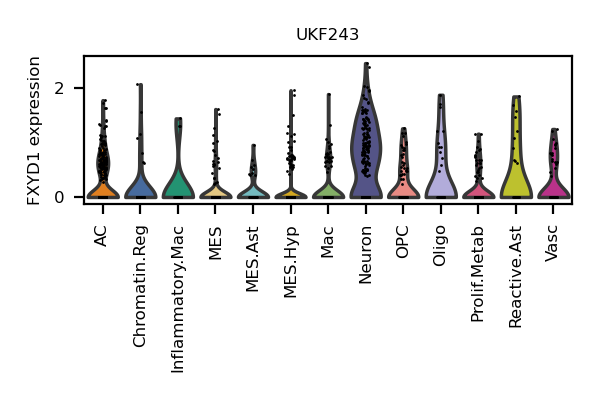 UKF243
FXYD1 expression
2
0
AC
Chromatin.Reg
Inflammatory.Mac
MES
MES.Ast
MES.Hyp
Mac
Neuron
OPC
Oligo
Prolif.Metab
Reactive.Ast
Vasc